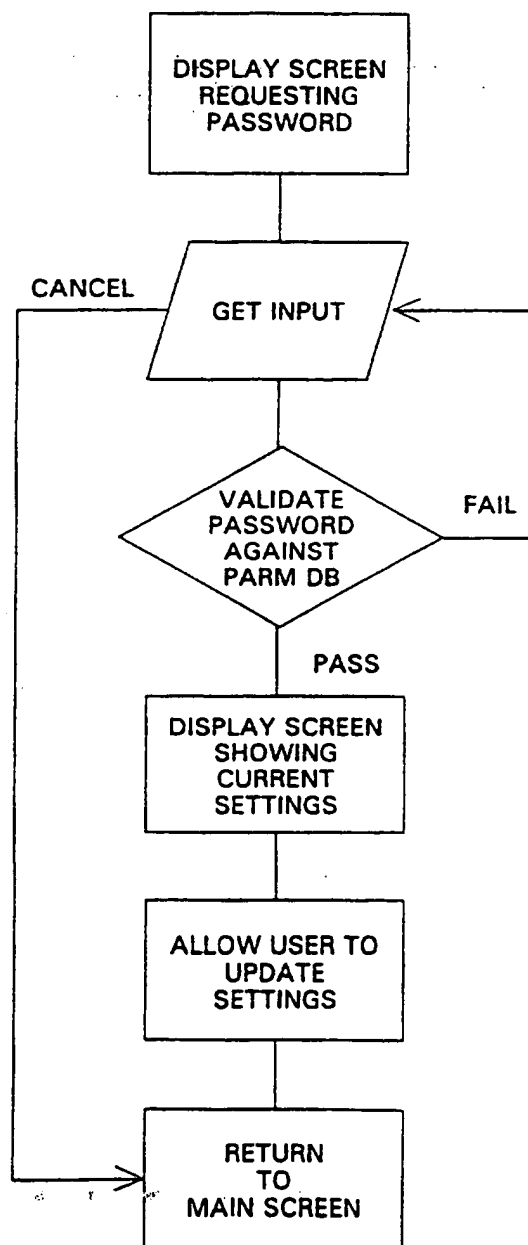 DISPLAY SCREEN
REQUESTING
PASSWORD
CANCEL
GET INPUT
VALIDATE
PASSWORD
AGAINST
PARM DB
FAIL
PASS
DISPLAY SCREEN
SHOWING
CURRENT
SETTINGS
ALLOW USER TO
UPDATE
SETTINGS
RETURN
TO
MAIN SCREEN